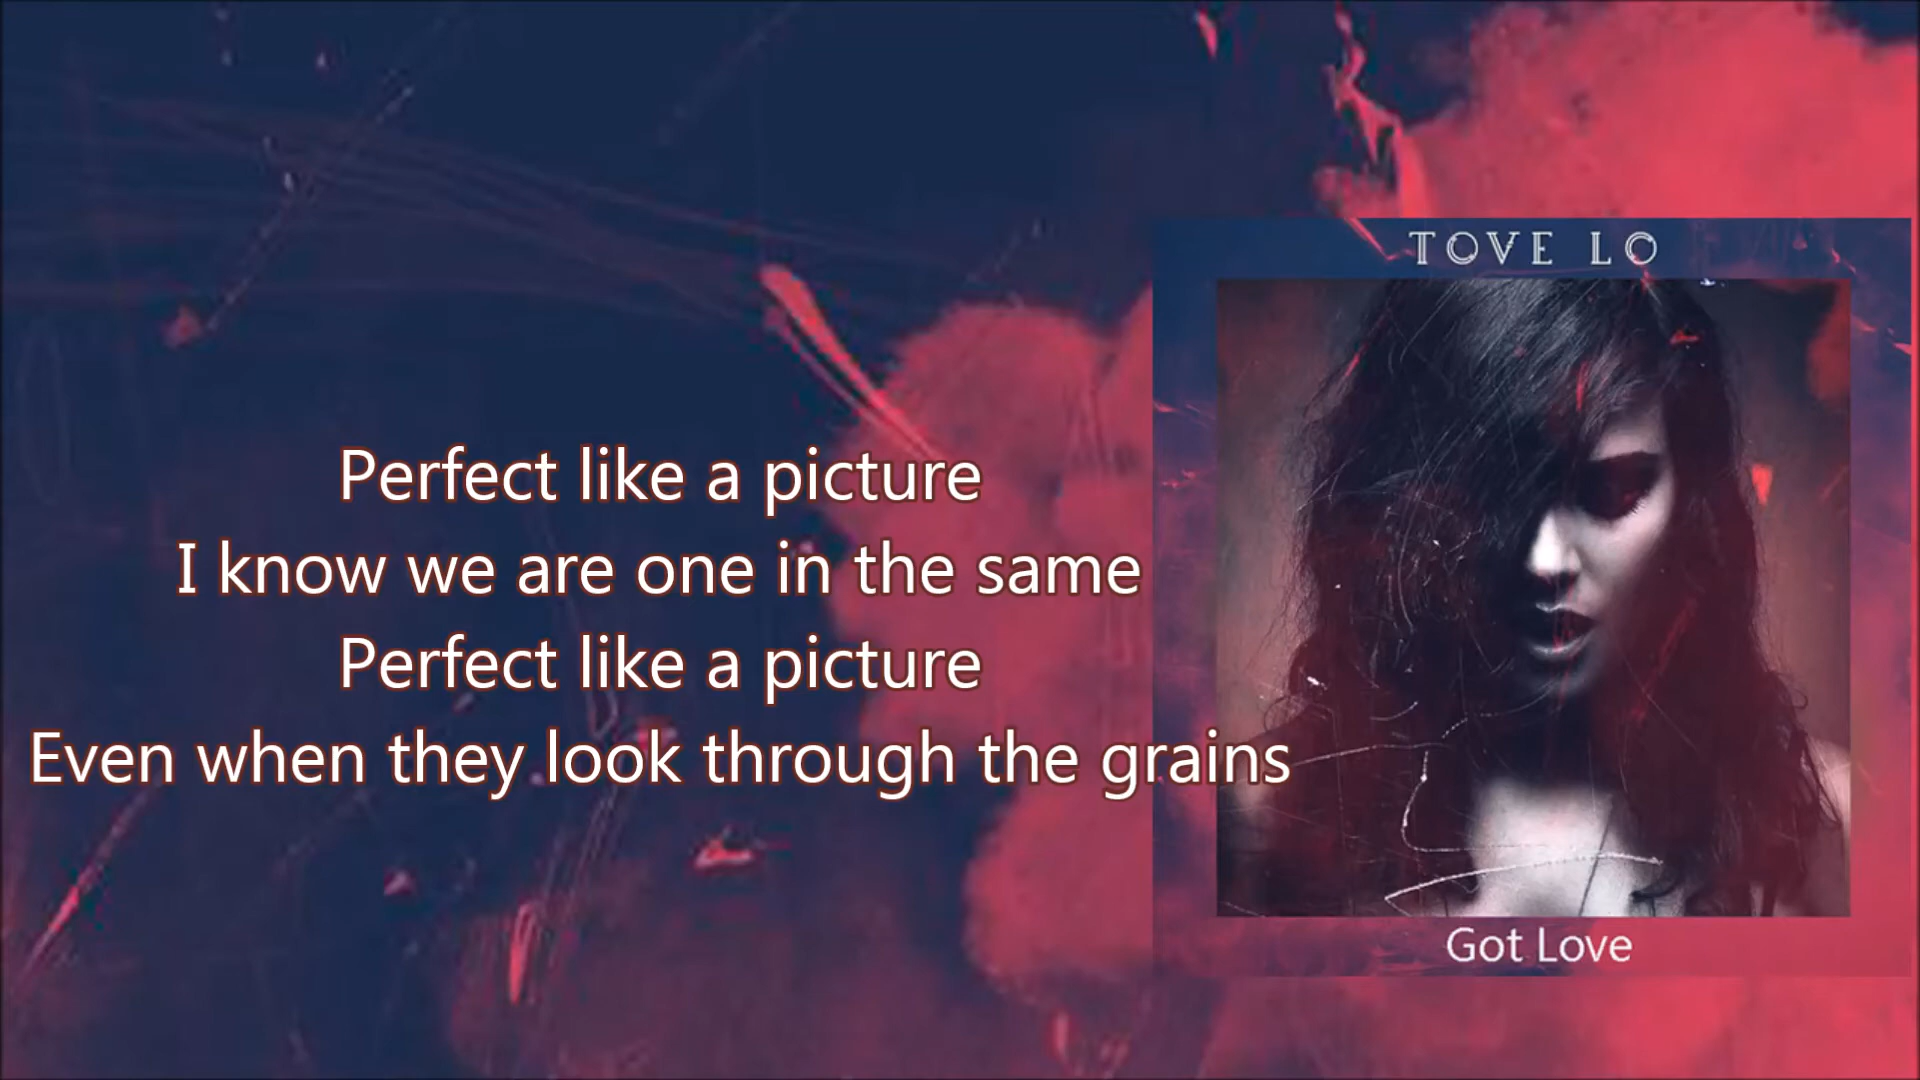 TOVE LO
Perfect like a picture
I know we are one in the same
Perfect like a picture
Even when they look through the grains
Got Love